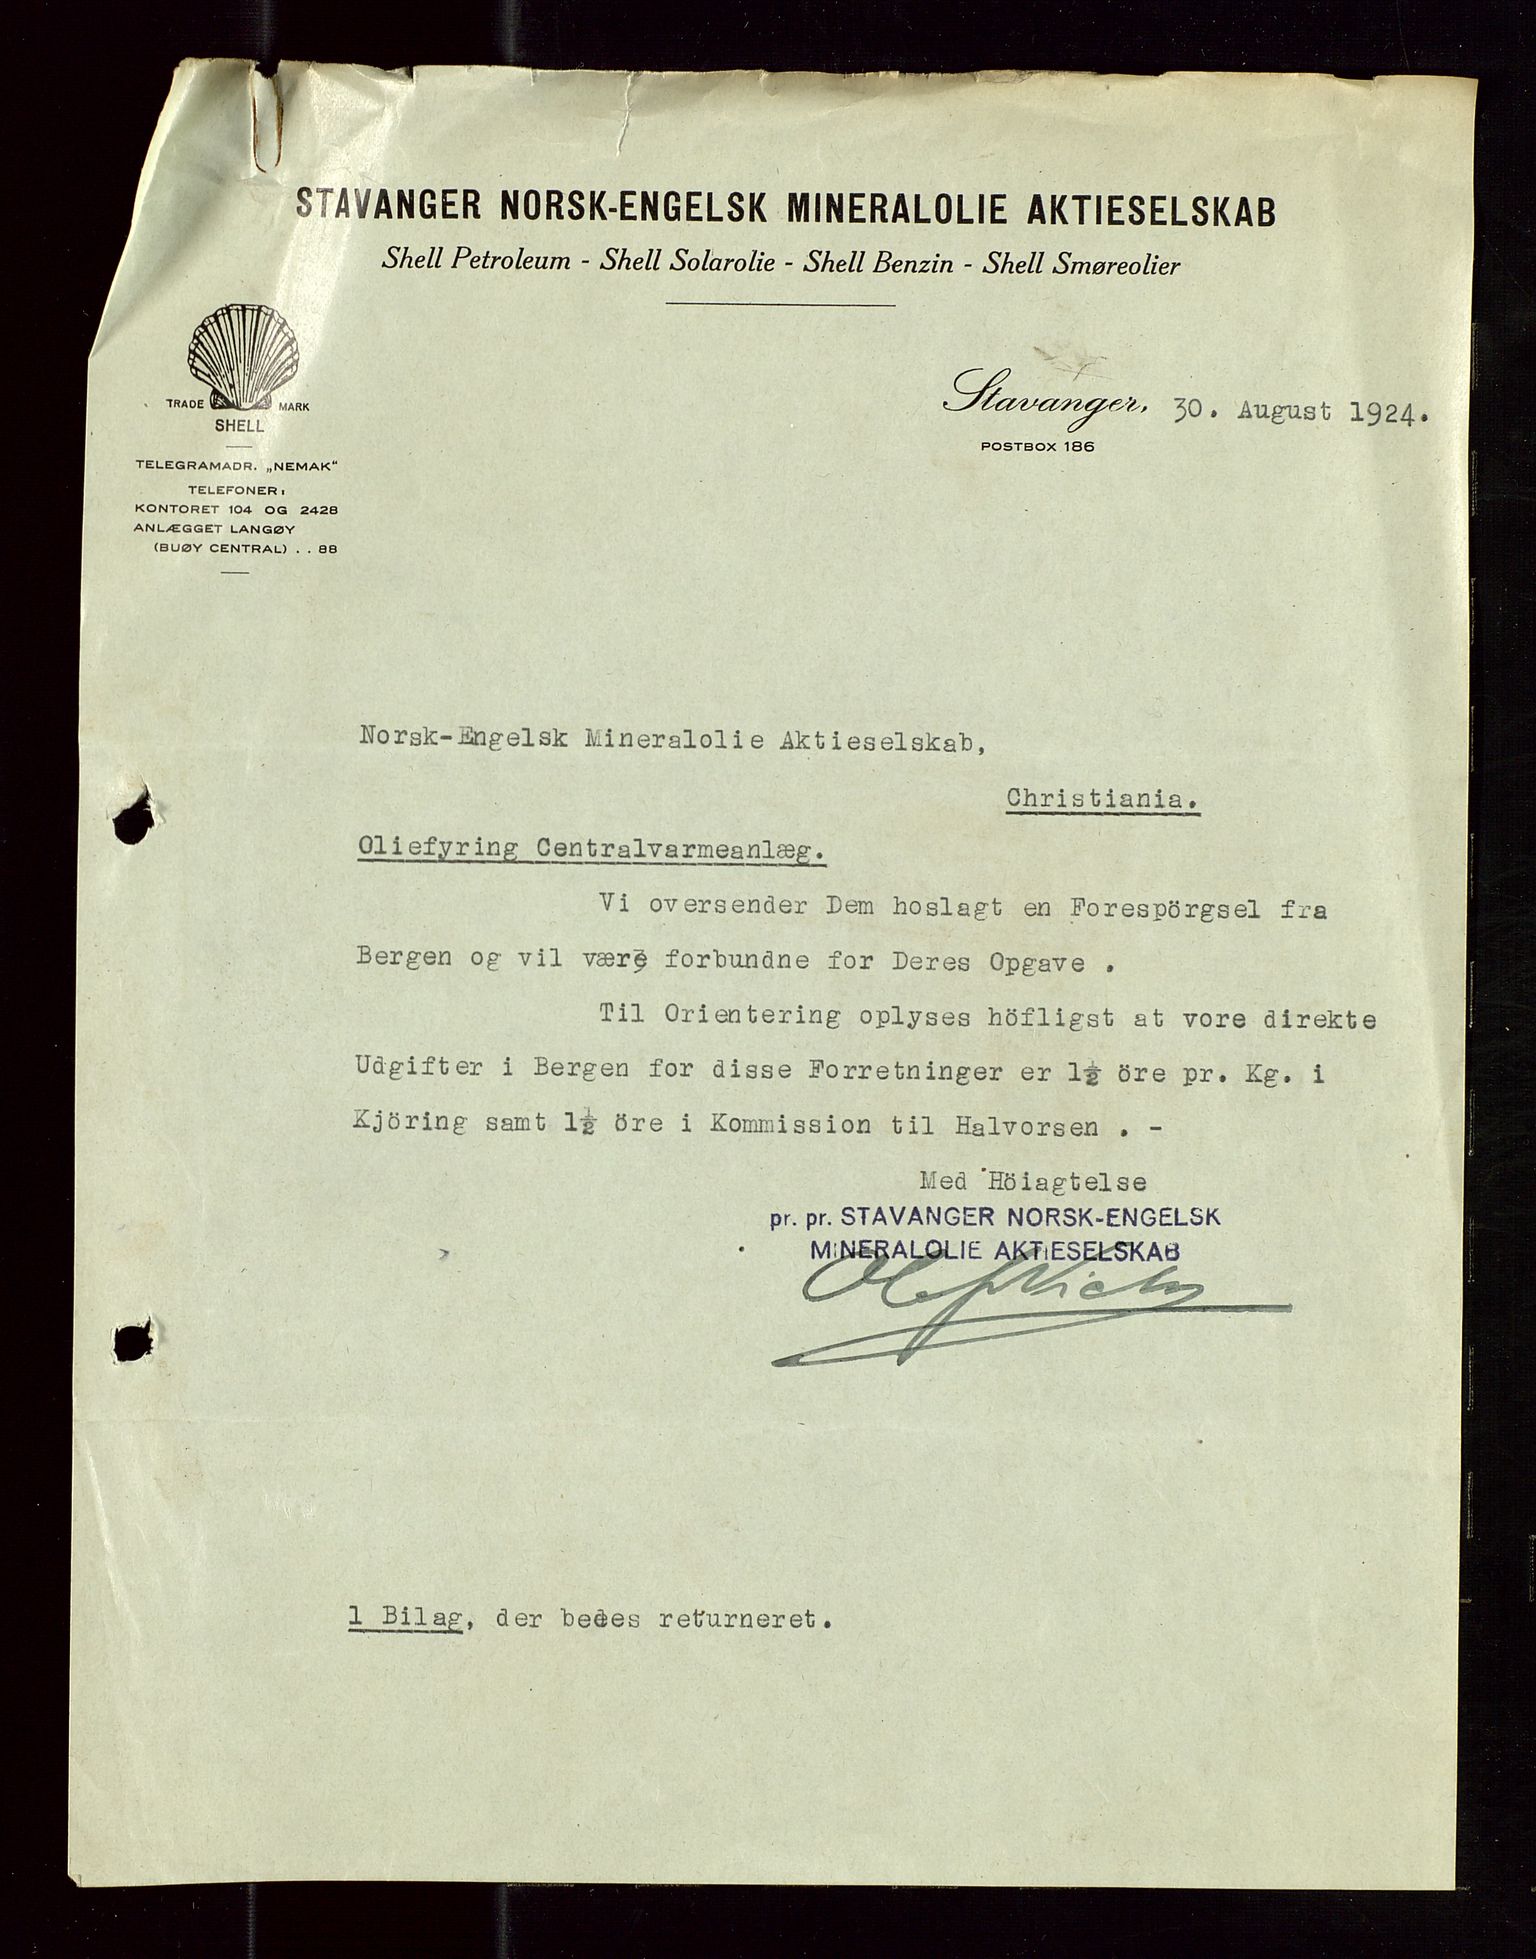 STAVANGER NORSK-ENGELSK MINERALOLIE AKTIESELSKAB
Shell Petroleum - Shell Solarolie - Shell Benzin - Shell Smøreolier
TRADE MARK
SHELL
TELEGRAMADR. „NEMAK“
TELEFONER:
KONTORET 104 OG 2428
ANLÆGGET LANGØY
(BUØY CENTRAL) . . 88
Stavanger, 30. August 1924.
POSTBOX 186
Norsk-Engelsk Mineralolie Aktieselskab,
Christiania.
Oliefyring Centralvarmeanlæg.
Vi oversender Dem hoslagt en Forespörgsel fra
Bergen og vil være forbundne for Deres Opgave .
Til Orientering oplyses höfligst at vore direkte
Udgifter i Bergen for disse Forretninger er 1½ öre pr. Kg. i
Kjöring samt 1½ öre i Kommission til Halvorsen . -
Med Höiagtelse
pr. pr. STAVANGER NORSK-ENGELSK
MINERALOLIE AKTIESELSKAB
1 Bilag, der bedes returneret.